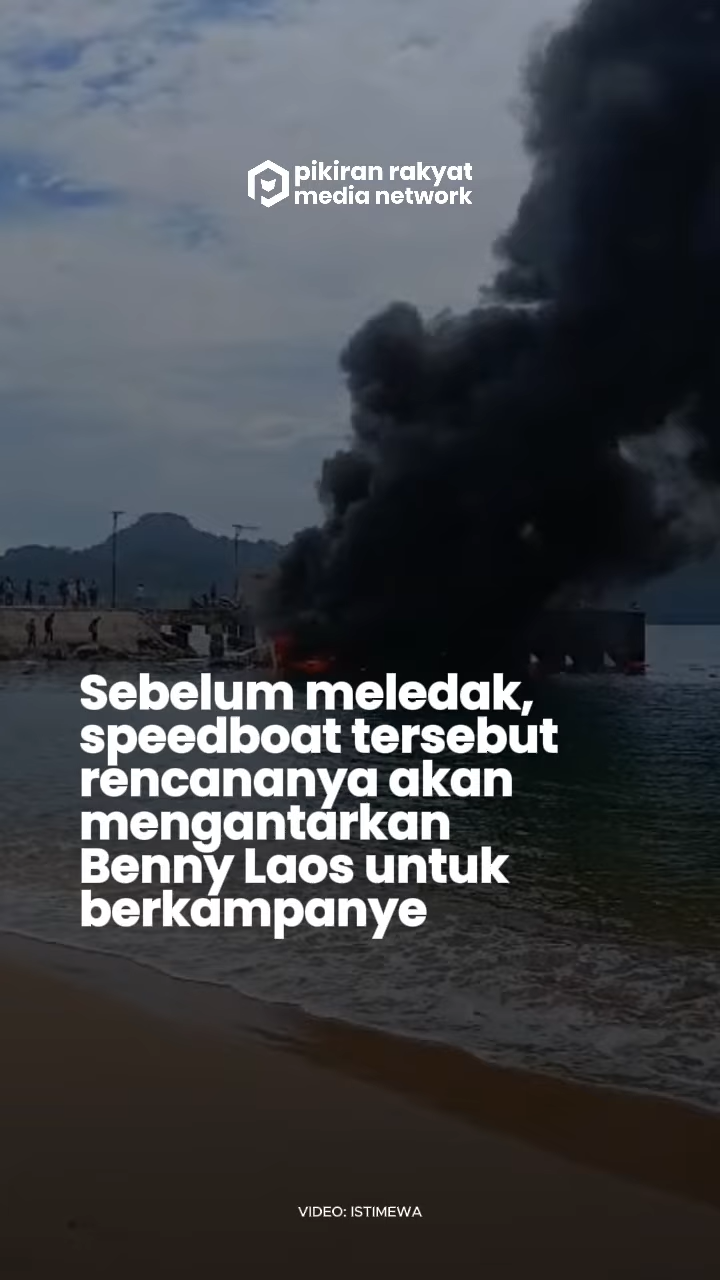 pikiran rakyat
media network
Sebelum meledak,
speedboat tersebut
rencananya akan
mengantarkan
Benny Laos untuk
berkampanye
VIDEO: ISTIMEWA